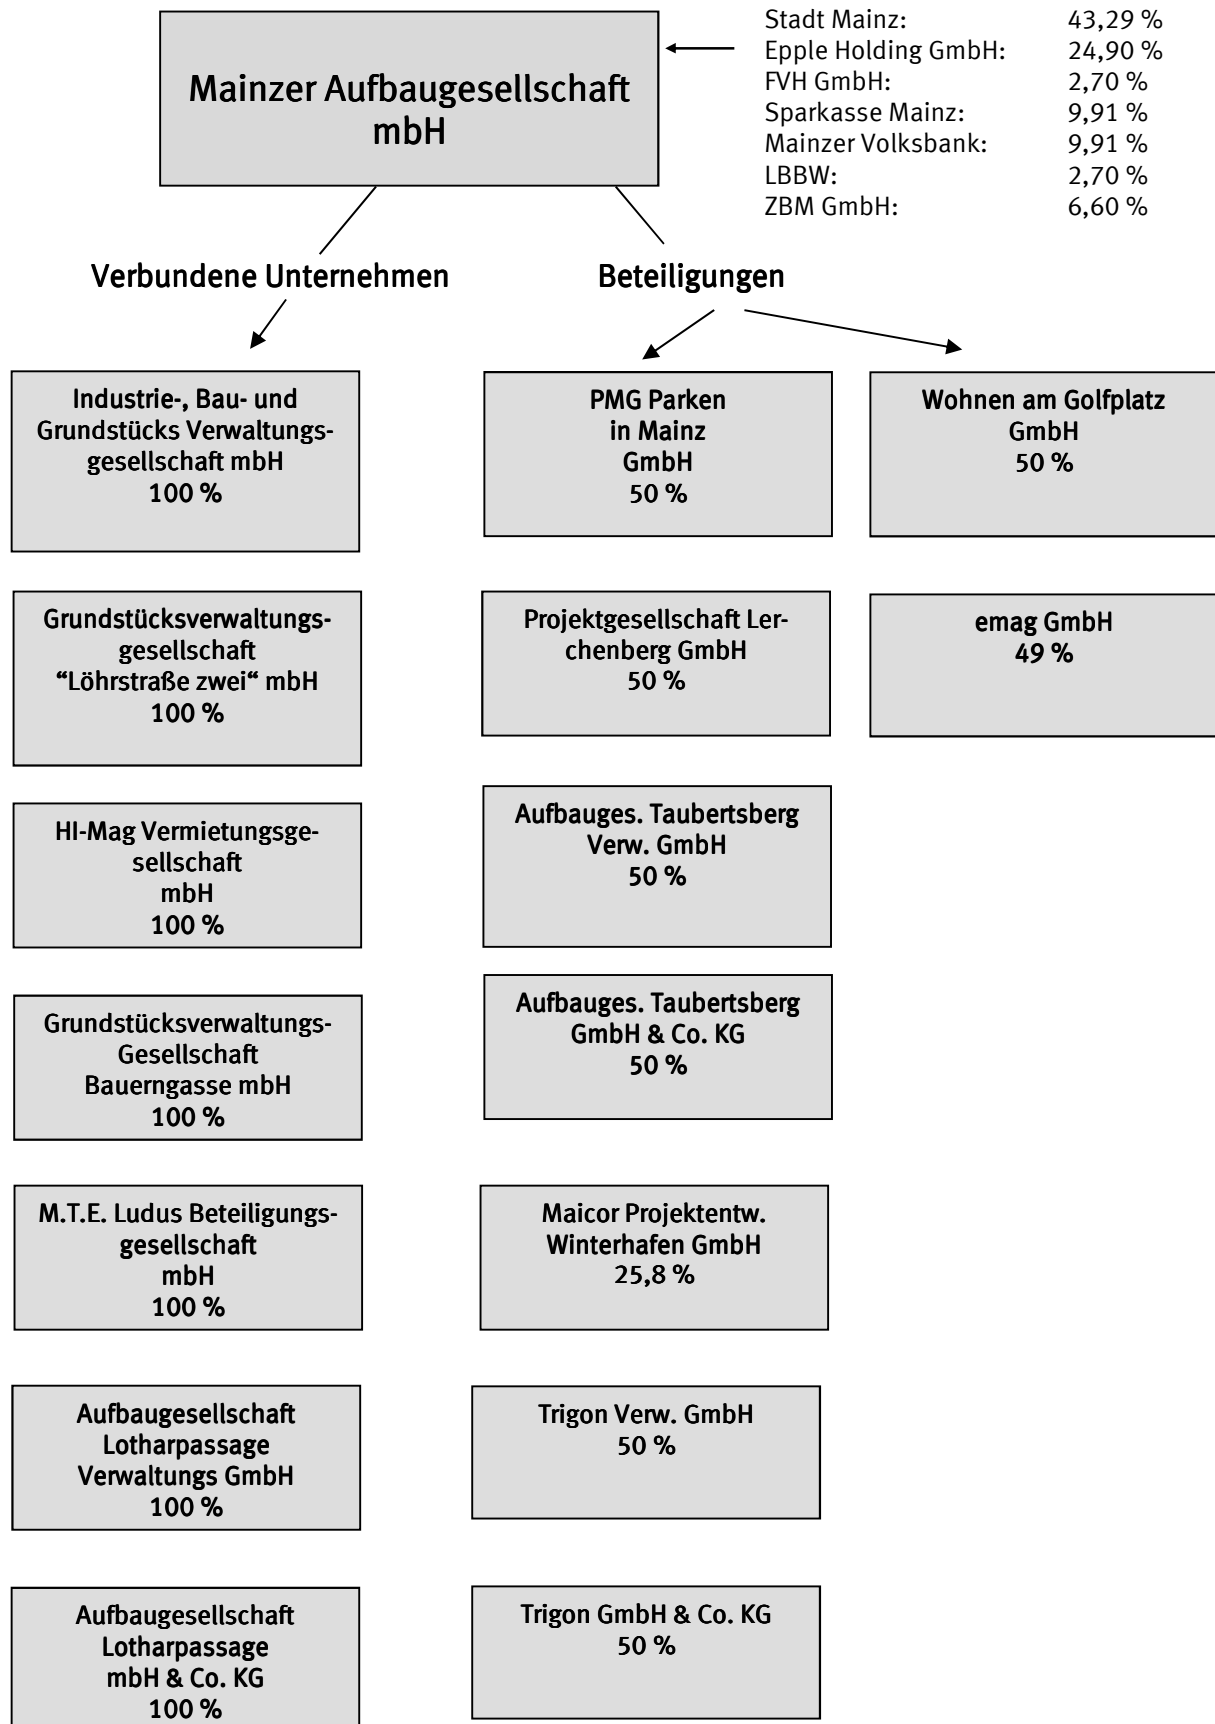 Mainzer Aufbaugesellschaft
mbH
Stadt Mainz: 43,29 %
Epple Holding GmbH: 24,90 %
FVH GmbH: 2,70 %
Sparkasse Mainz: 9,91 %
Mainzer Volksbank: 9,91 %
LBBW: 2,70 %
ZBM GmbH: 6,60 %
Verbundene Unternehmen
Beteiligungen
Industrie-, Bau- und
Grundstücks Verwaltungs-
gesellschaft mbH
100 %
PMG Parken
in Mainz
GmbH
50 %
Wohnen am Golfplatz
GmbH
50 %
Grundstücksverwaltungs-
gesellschaft
“Löhrstraße zwei“ mbH
100 %
Projektgesellschaft Ler-
chenberg GmbH
50 %
emag GmbH
49 %
HI-Mag Vermietungsge-
sellschaft
mbH
100 %
Aufbauges. Taubertsberg
Verw. GmbH
50 %
Grundstücksverwaltungs-
Gesellschaft
Bauerngasse mbH
100 %
Aufbauges. Taubertsberg
GmbH & Co. KG
50 %
M.T.E. Ludus Beteiligungs-
gesellschaft
mbH
100 %
Maicor Projektentw.
Winterhafen GmbH
25,8 %
Aufbaugesellschaft
Lotharpassage
Verwaltungs GmbH
100 %
Trigon Verw. GmbH
50 %
Aufbaugesellschaft
Lotharpassage
mbH & Co. KG
100 %
Trigon GmbH & Co. KG
50 %